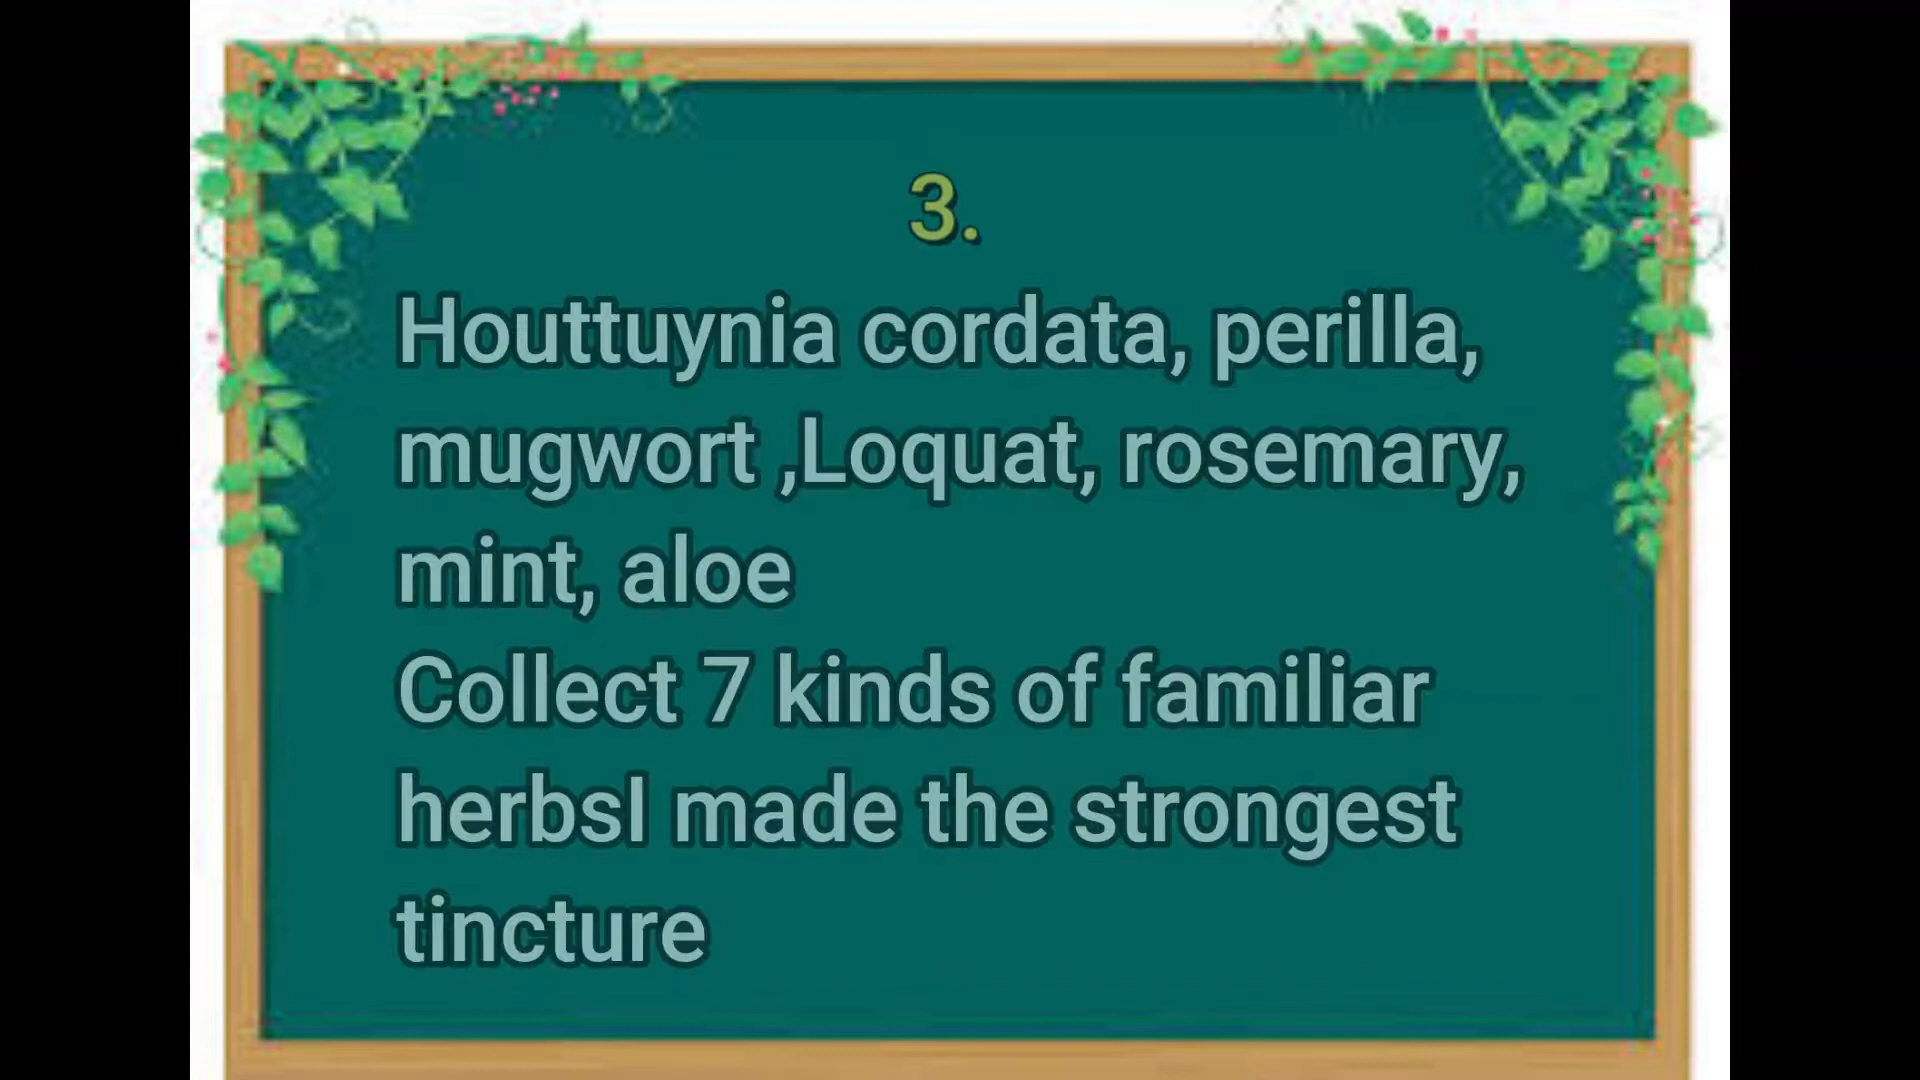 3.
Houttuynia cordata, perilla,
mugwort ,Loquat, rosemary,
mint, aloe
Collect 7 kinds of familiar
herbsI made the strongest
tincture